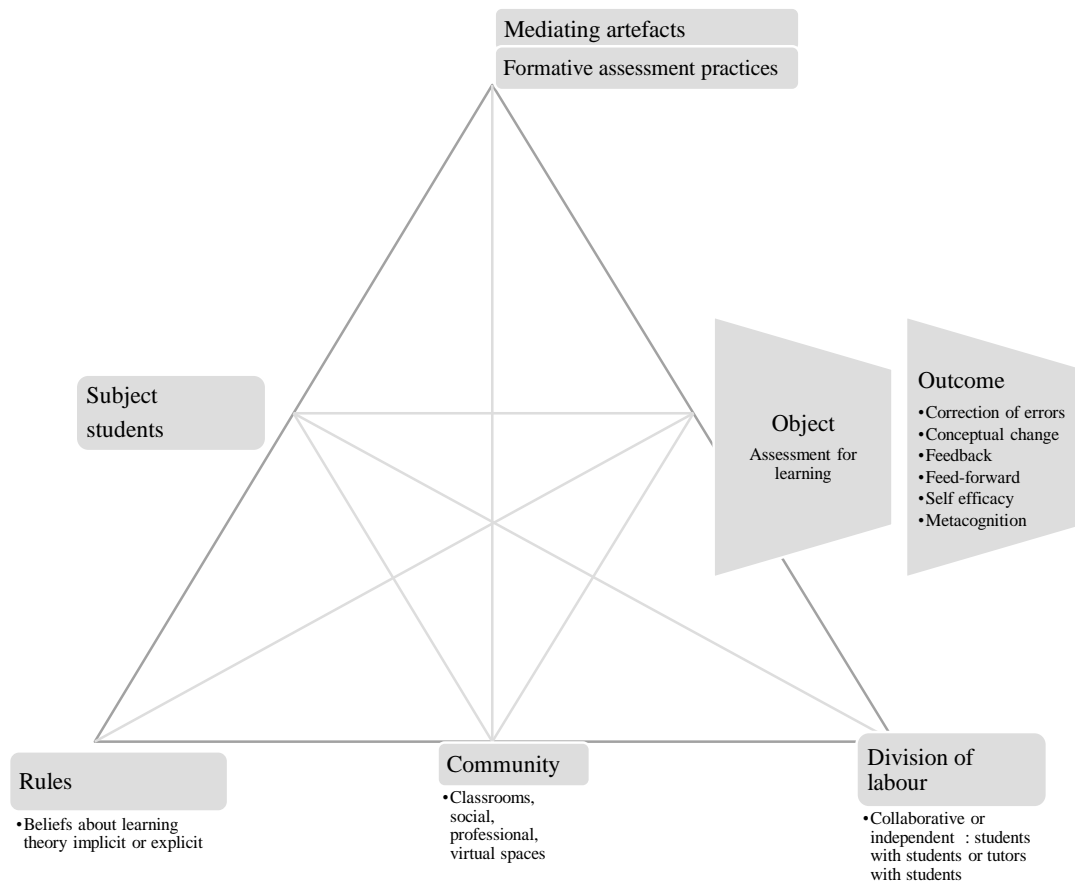 Mediating artefacts
Formative assessment practices
Subject
students
Object
Assessment for
learning
Outcome
•Correction of errors
•Conceptual change
•Feedback
•Feed-forward
•Self efficacy
•Metacognition
Rules
•Beliefs about learning
theory implicit or explicit
Community
•Classrooms,
social,
professional,
virtual spaces
Division of
labour
•Collaborative or
independent : students
with students or tutors
with students